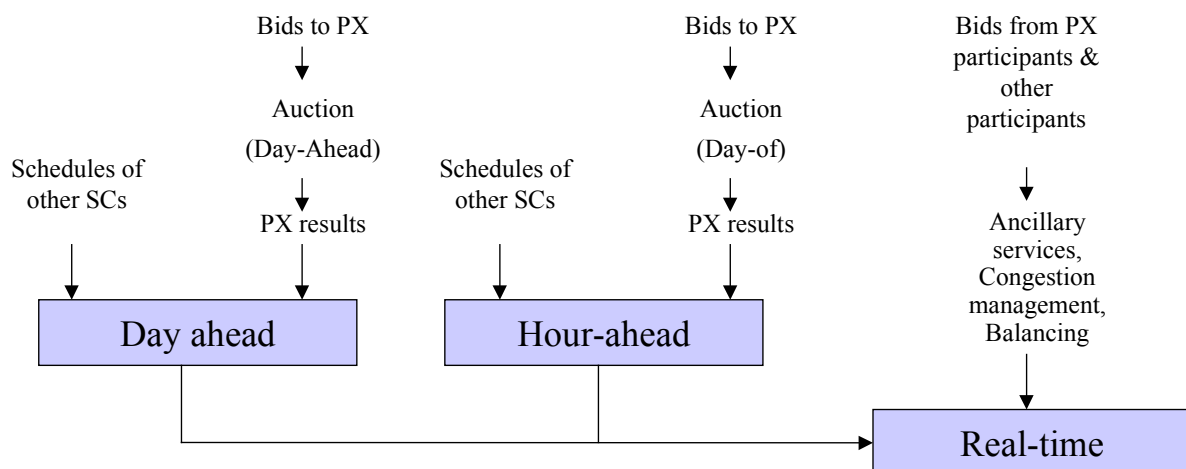 Bids to PX
Auction
(Day-Ahead)
Schedules of
other SCs
PX results
Day ahead
Bids to PX
Auction
(Day-of)
Schedules of
other SCs
PX results
Hour-ahead
Bids from PX
participants &
other
participants
Ancillary
services,
Congestion
management,
Balancing
Real-time